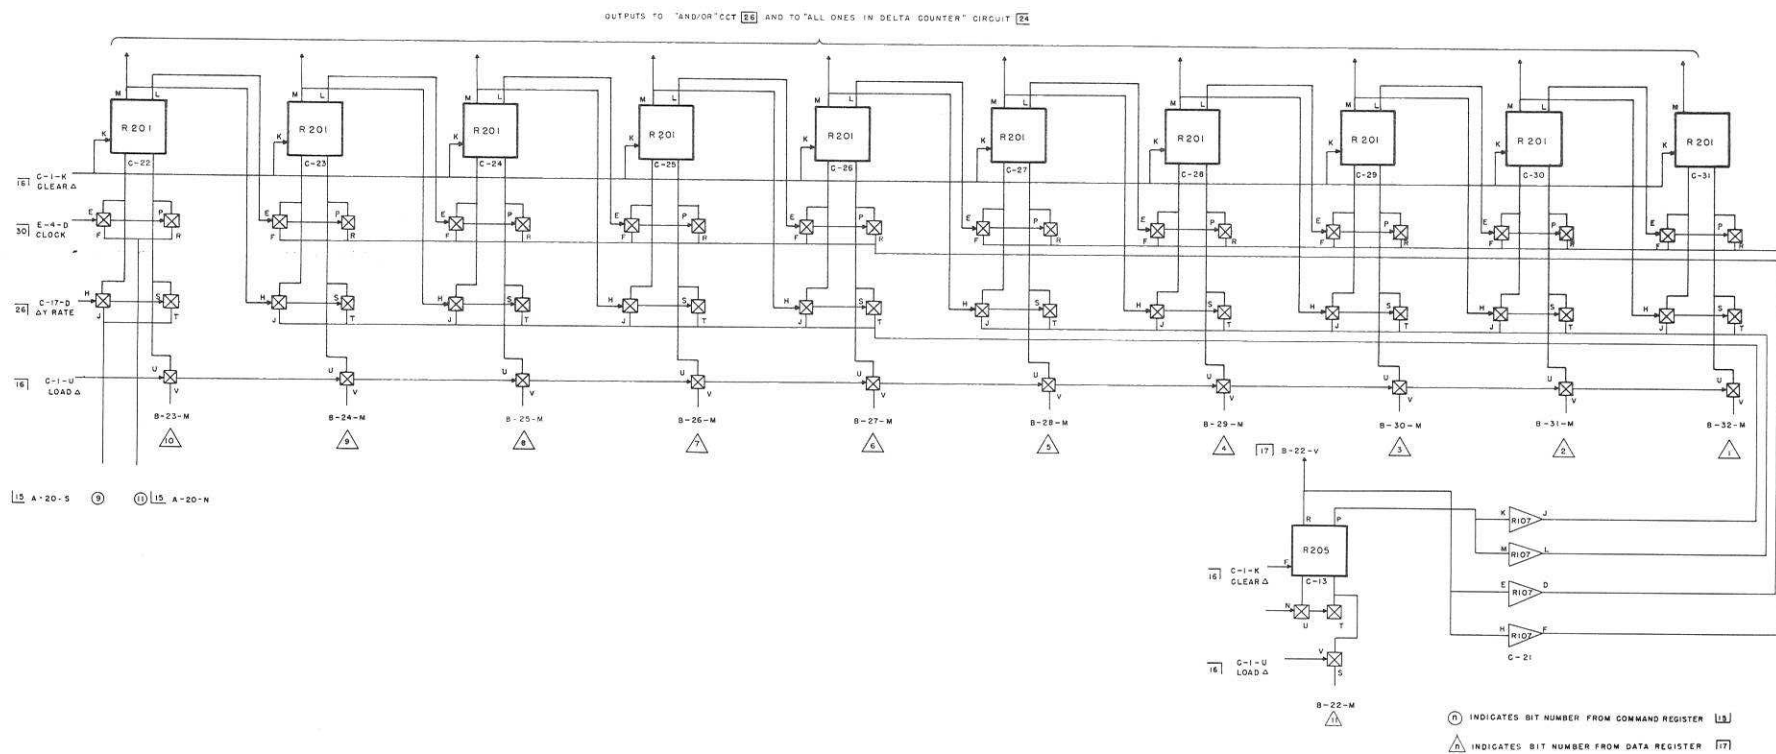 OUTPUTS TO "AND/OR" CCT 26 AND TO "ALL ONES IN DELTA COUNTER" CIRCUIT 24
M L M L M L M L M L M L M L M L M L M
R201 R201 R201 R201 R201 R201 R201 R201 R201 R201
K K K K K K K K K K
C-22 C-23 C-24 C-25 C-26 C-27 C-28 C-29 C-30 C-31
16 C-1-K
CLEAR Δ
E P E P E P E P E P E P E P E P E P E P
30 E-4-D
CLOCK
F R F R F R F R F R F R F R F R F R F R
26 C-17-D
ΔY RATE
H S H S H S H S H S H S H S H S H S H S
J T J T J T J T J T J T J T J T J T J T
16 C-1-U
LOAD Δ
U U U U U U U U U U
V V V V V V V V V V
B-23-M B-24-M B-25-M B-26-M B-27-M B-28-M B-29-M B-30-M B-31-M B-32-M
10 9 8 7 6 5 4 3 2 1
17 B-22-V
15 A-20-S 9 11 15 A-20-N
R P
K R107 J
R205
M R107 L
F
16 C-1-K
CLEAR Δ
C-13
E R107 D
N
U T
H R107 F
C-21
V
16 C-1-U
LOAD Δ
S
B-22-M
11
n INDICATES BIT NUMBER FROM COMMAND REGISTER 15
n INDICATES BIT NUMBER FROM DATA REGISTER 17